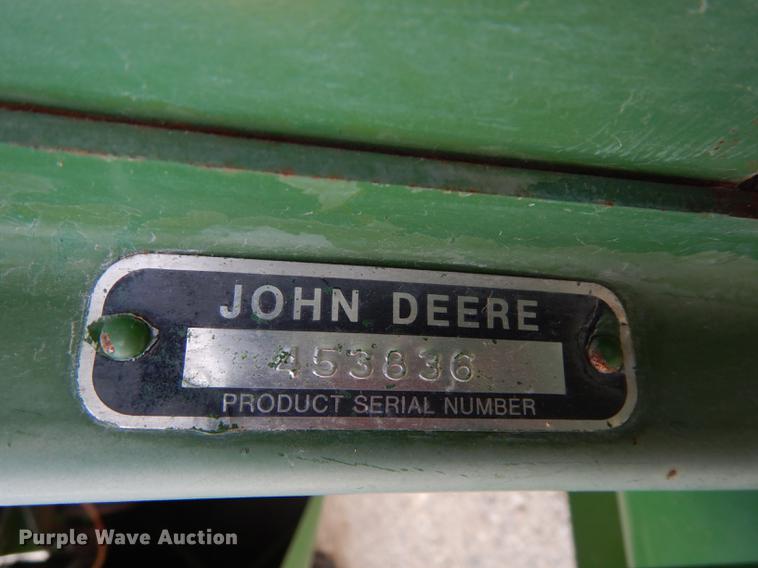 JOHN DEERE
453836
PRODUCT SERIAL NUMBER
Purple Wave Auction